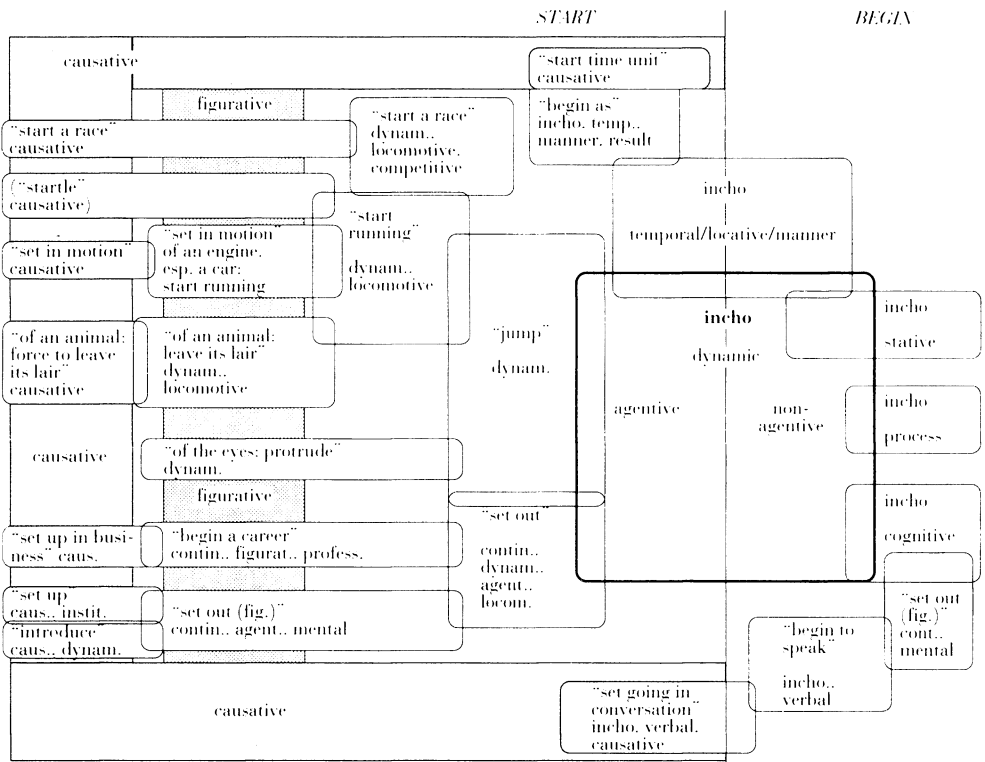 START
BEGIN
causative
"start time unit"
causative
figurative
"start a race"
dynam..
locomotive.
competitive
"begin as"
incho. temp..
manner. result
"start a race"
causative
("startle"
causative)
incho
temporal/locative/manner
"start
running"
dynam..
locomotive
"set in motion"
causative
"set in motion"
of an engine.
esp. a car:
start running
incho
dynamic
incho
stative
"jump"
dynam.
"of an animal:
force to leave
its lair"
causative
"of an animal:
leave its lair"
dynam..
locomotive
agentive
non-
agentive
incho
process
causative
"of the eyes: protrude"
dynam.
figurative
"set out"
contin..
dynam..
agent..
locom.
incho
cognitive
"set up in busi-
ness" caus.
"begin a career"
contin.. figurat.. profess.
"set up
caus.. instit.
"introduce"
caus.. dynam.
"set out (fig.)"
contin.. agent.. mental
"set out
(fig.)"
cont..
mental
"begin to
speak"
incho..
verbal
causative
"set going in
conversation"
incho. verbal.
causative